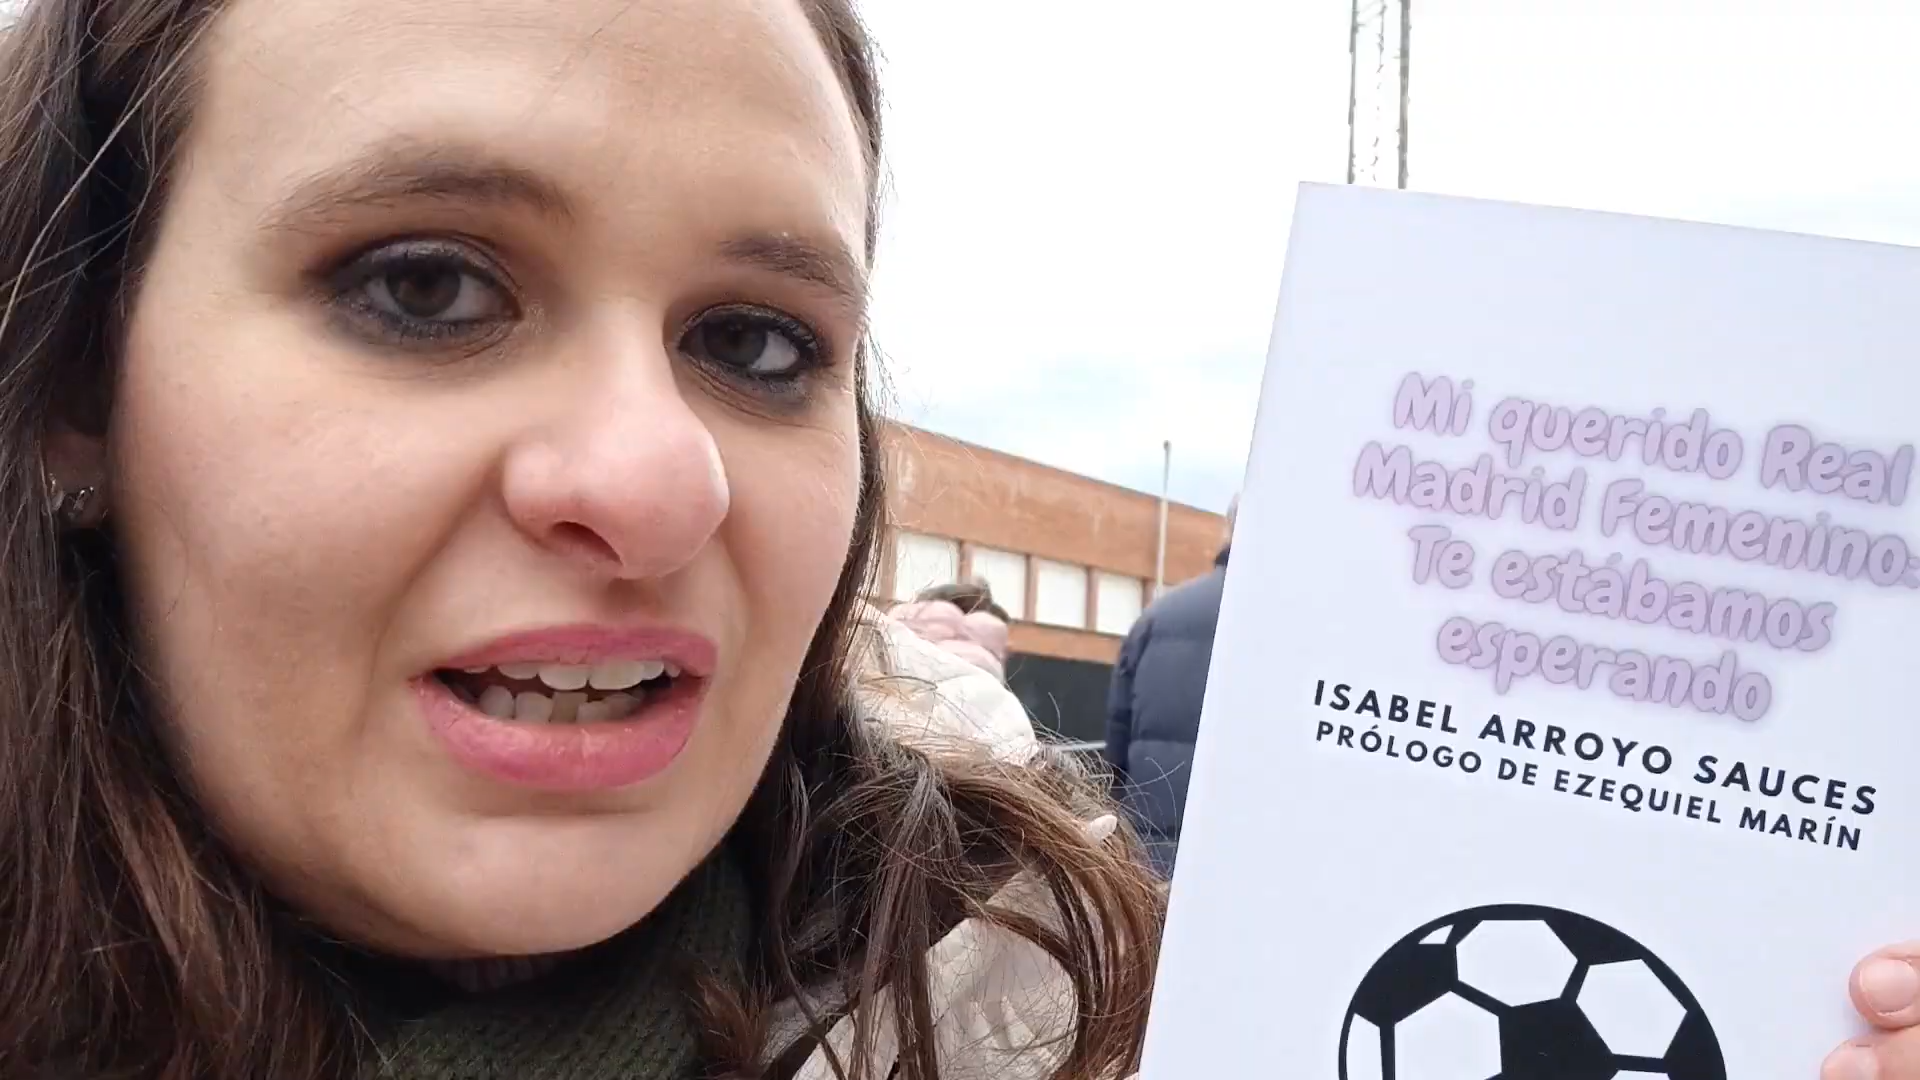 Mi querido Real
Madrid Femenino:
Te estábamos
esperando
ISABEL ARROYO SAUCES
PRÓLOGO DE EZEQUIEL MARÍN